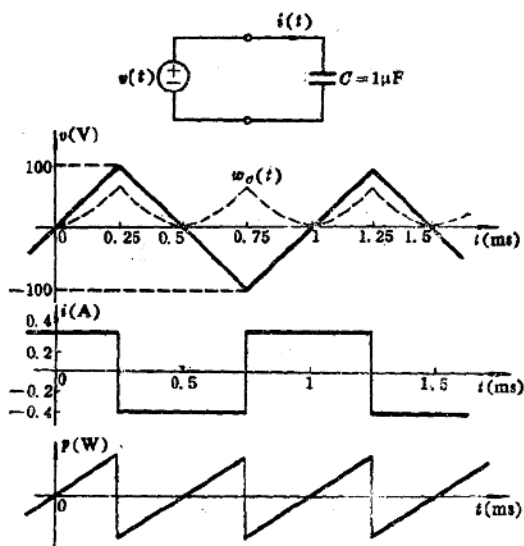 i(t)
v(t)
C=1μF
v(V)
100
w_C(t)
0 0.25 0.5 0.75 1 1.25 1.5 t(ms)
-100
i(A)
0.4
0.2
0 0.5 1 1.5 t(ms)
-0.2
-0.4
P(W)
0 t(ms)